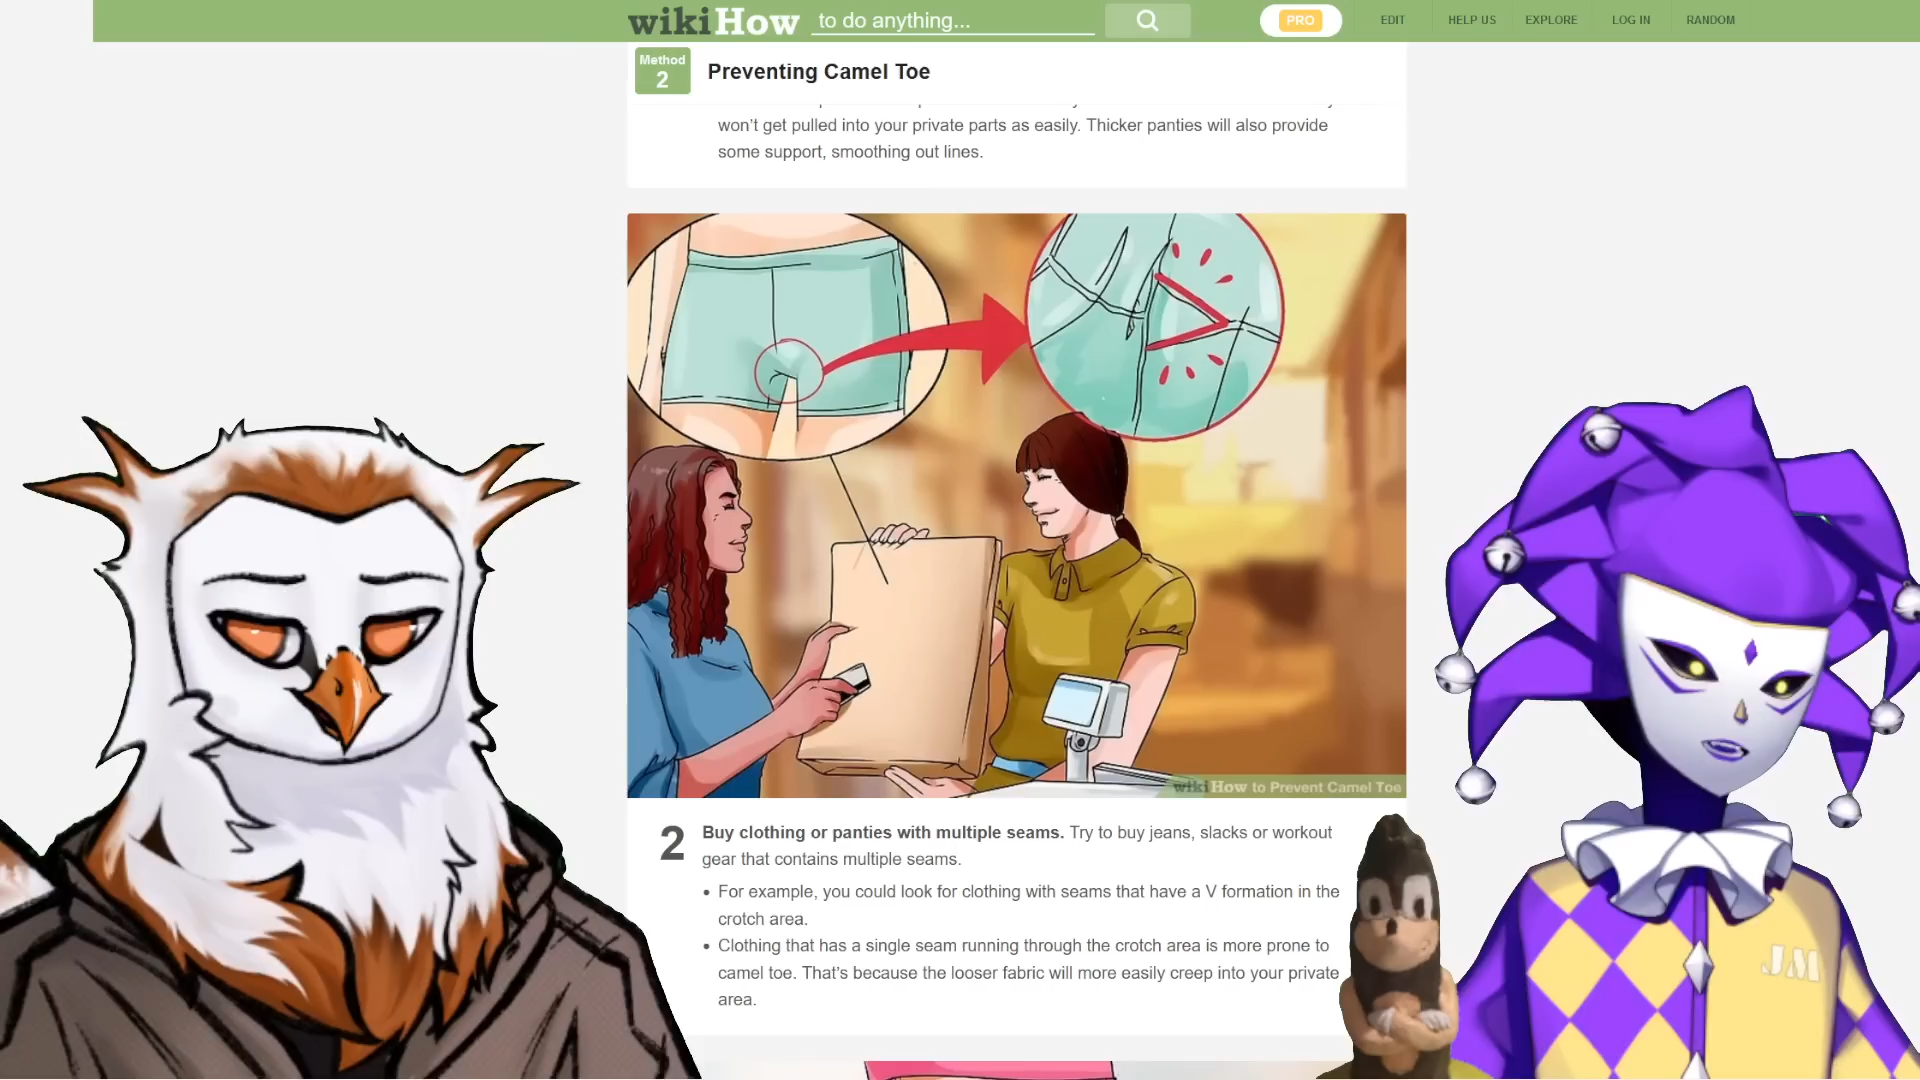 wikiHow to do anything...
PRO
EDIT
HELP US
EXPLORE
LOG IN
RANDOM
Method
2
Preventing Camel Toe
won't get pulled into your private parts as easily. Thicker panties will also provide
some support, smoothing out lines.
wikiHow to Prevent Camel Toe
2
Buy clothing or panties with multiple seams. Try to buy jeans, slacks or workout
gear that contains multiple seams.
• For example, you could look for clothing with seams that have a V formation in the
crotch area.
• Clothing that has a single seam running through the crotch area is more prone to
camel toe. That's because the looser fabric will more easily creep into your private
area.
JM